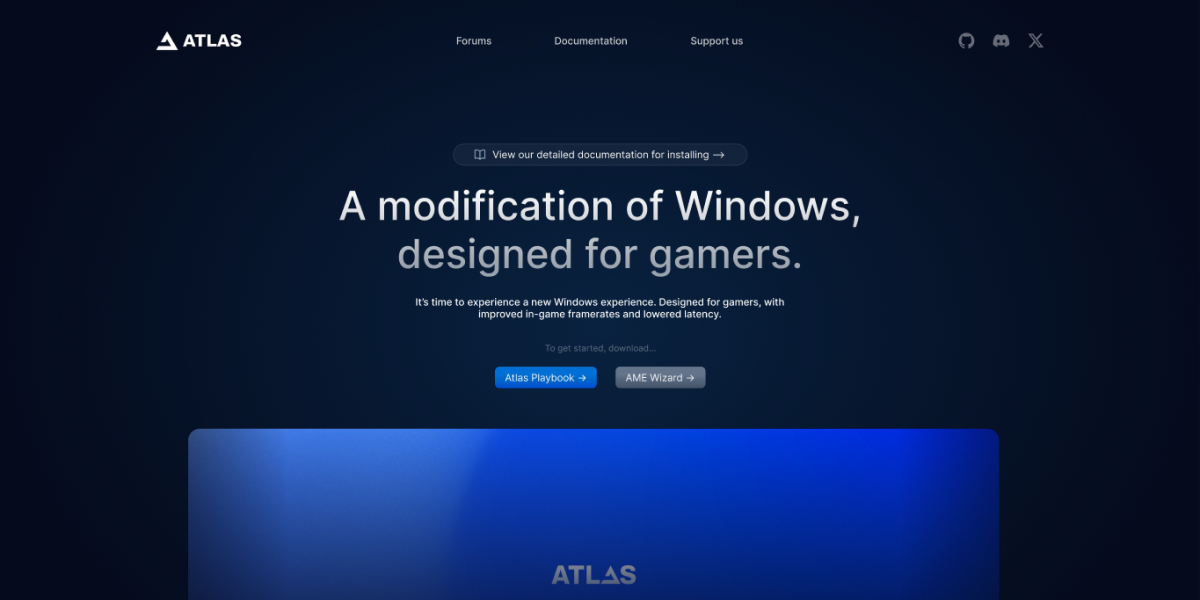 ATLAS
Forums
Documentation
Support us
View our detailed documentation for installing →
A modification of Windows,
designed for gamers.
It's time to experience a new Windows experience. Designed for gamers, with
improved in-game framerates and lowered latency.
To get started, download...
Atlas Playbook →
AME Wizard →
ATLAS